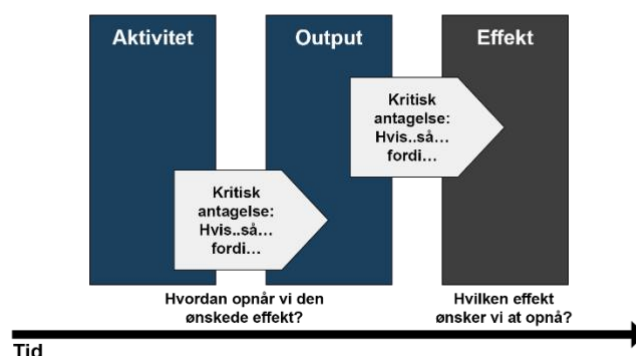 Aktivitet
Output
Effekt
Kritisk
antagelse:
Hvis..så…
fordi…
Kritisk
antagelse:
Hvis..så…
fordi…
Hvordan opnår vi den
ønskede effekt?
Hvilken effekt
ønsker vi at opnå?
Tid